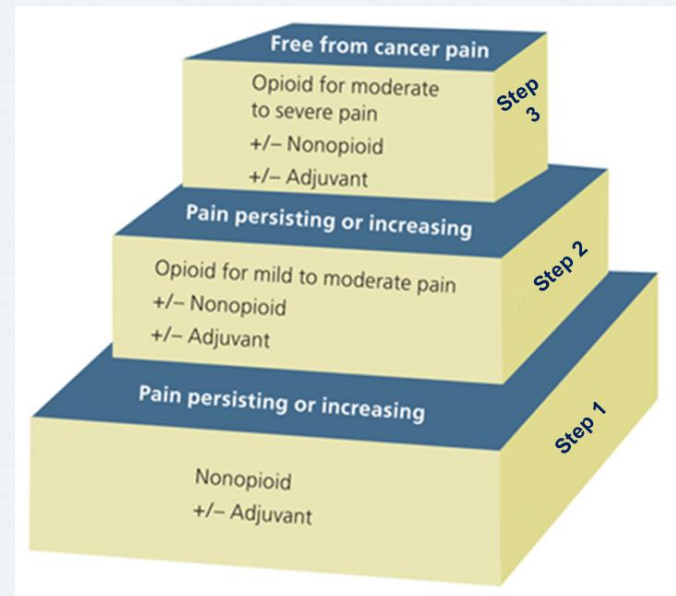 Free from cancer pain
Opioid for moderate
to severe pain
+/– Nonopioid
+/– Adjuvant
Step
3
Pain persisting or increasing
Opioid for mild to moderate pain
+/– Nonopioid
+/– Adjuvant
Step 2
Pain persisting or increasing
Nonopioid
+/– Adjuvant
Step 1